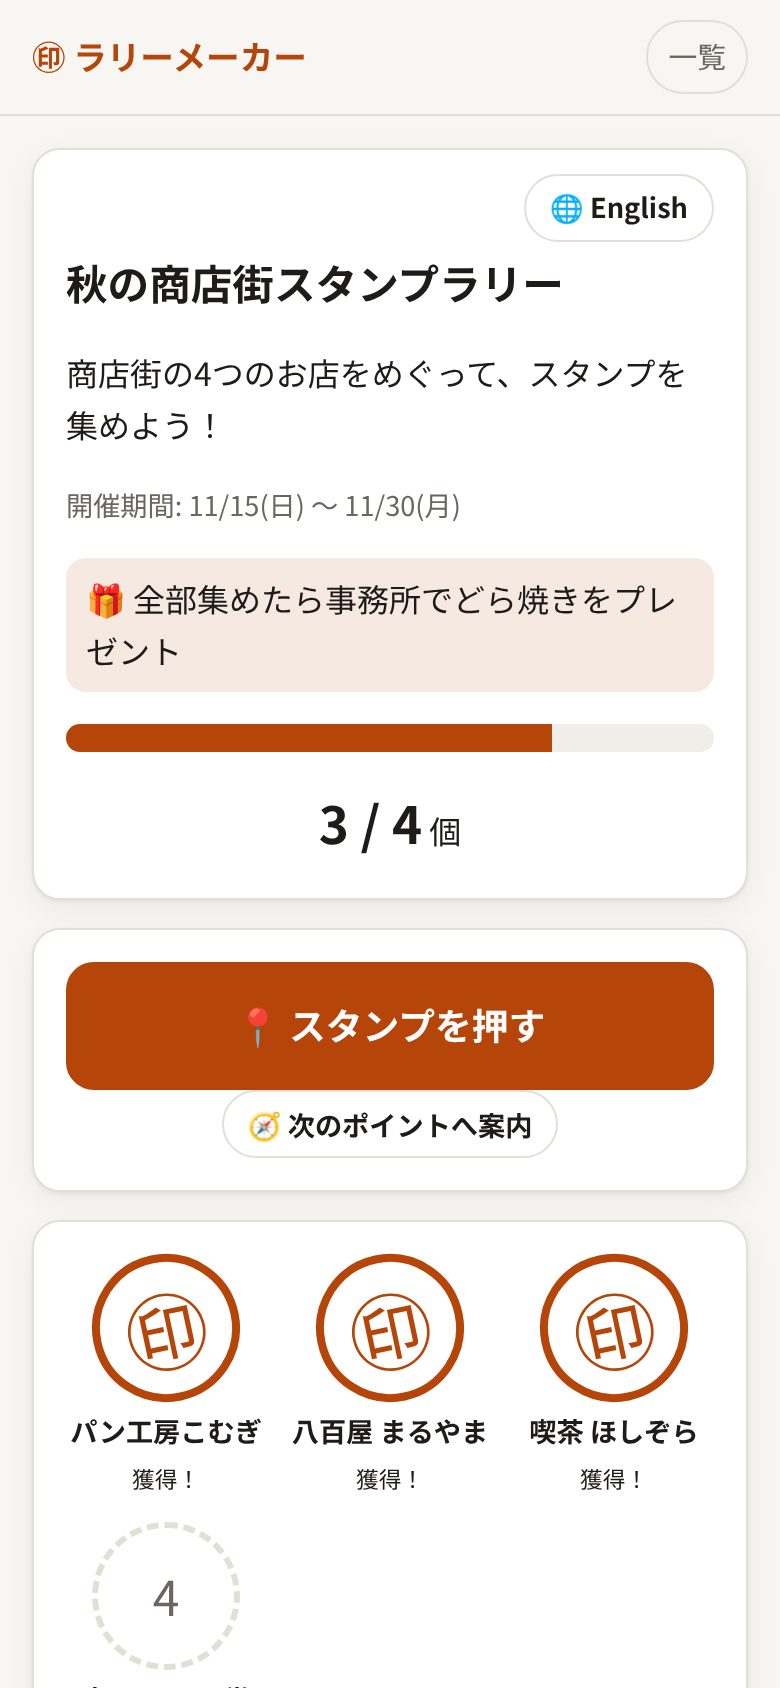 ㊞ ラリーメーカー
一覧
🌐 English
秋の商店街スタンプラリー
商店街の4つのお店をめぐって、スタンプを
集めよう！
開催期間: 11/15(日) 〜 11/30(月)
🎁 全部集めたら事務所でどら焼きをプレ
ゼント
3 / 4 個
📍 スタンプを押す
🧭 次のポイントへ案内
㊞ ㊞ ㊞
パン工房こむぎ 八百屋 まるやま 喫茶 ほしぞら
獲得！ 獲得！ 獲得！
4